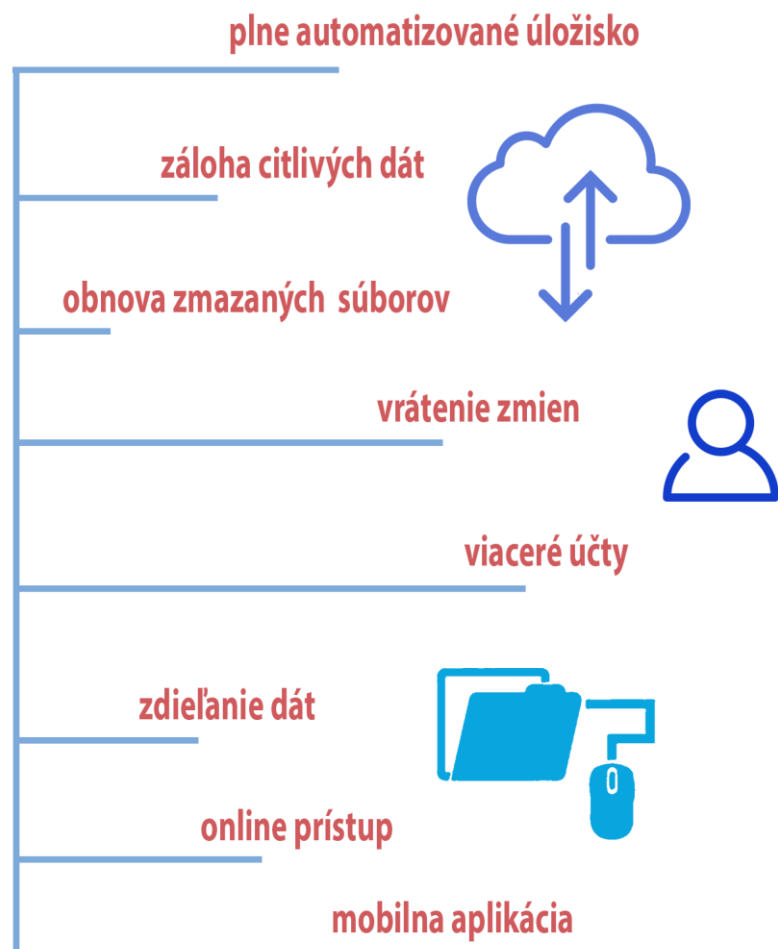 plne automatizované úložisko
záloha citlivých dát
obnova zmazaných súborov
vrátenie zmien
viaceré účty
zdieľanie dát
online prístup
mobilna aplikácia